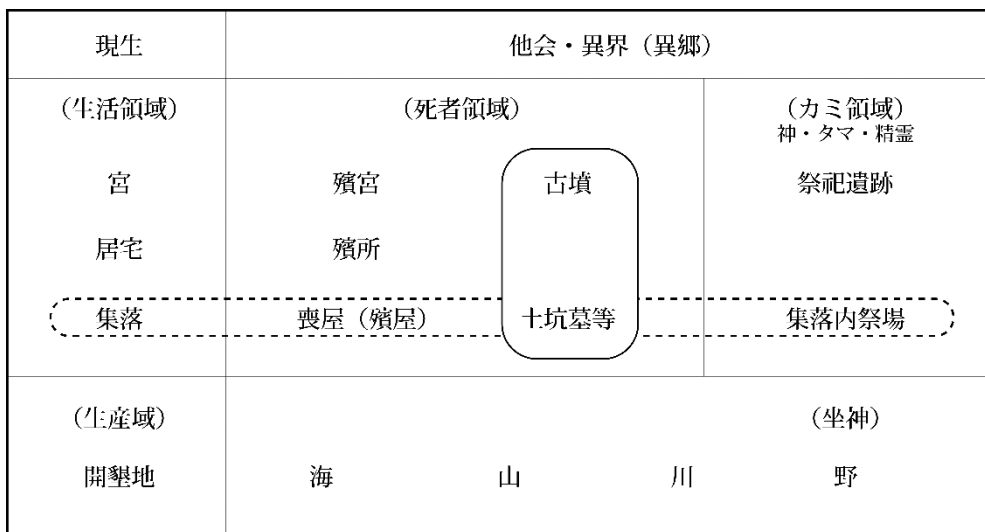 現生 他会・異界（異郷）
（生活領域） （死者領域） （カミ領域）
神・タマ・精霊
宮 殯宮 古墳 祭祀遺跡
居宅 殯所
集落 喪屋（殯屋） 土坑墓等 集落内祭場
（生産域） （坐神）
開墾地 海 山 川 野